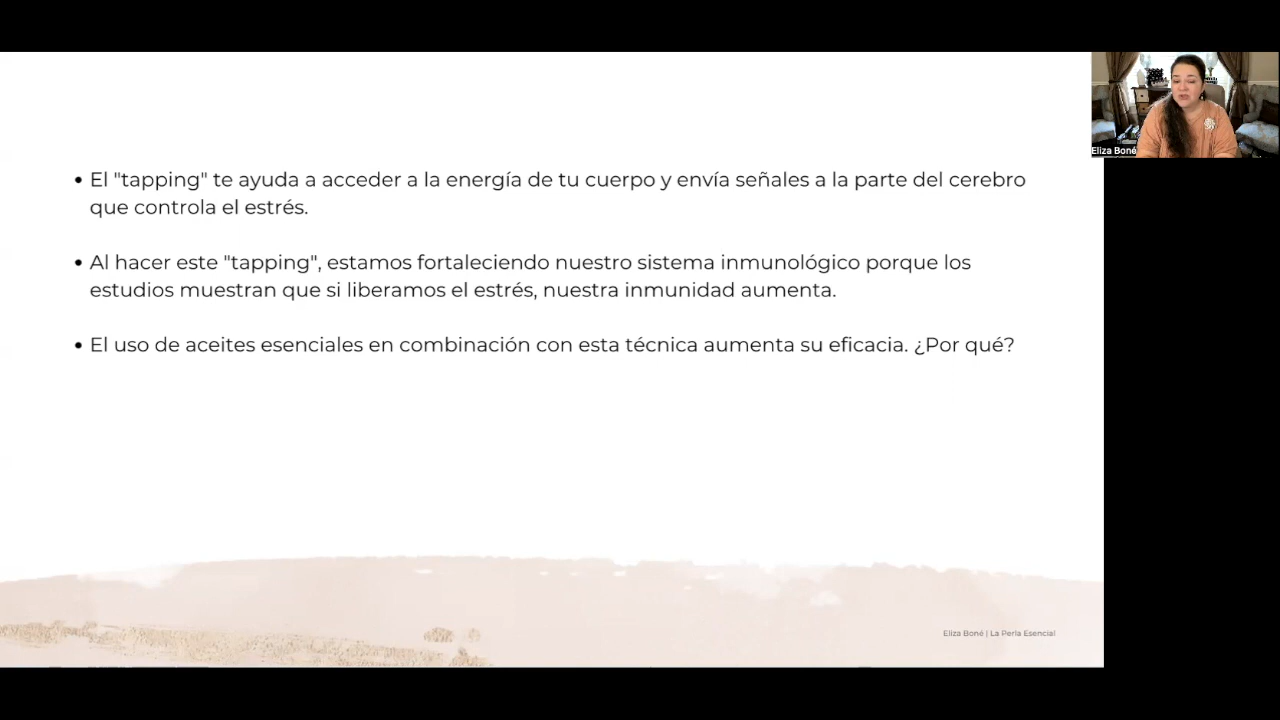 Eliza Boné
• El "tapping" te ayuda a acceder a la energía de tu cuerpo y envía señales a la parte del cerebro
que controla el estrés.
• Al hacer este "tapping", estamos fortaleciendo nuestro sistema inmunológico porque los
estudios muestran que si liberamos el estrés, nuestra inmunidad aumenta.
• El uso de aceites esenciales en combinación con esta técnica aumenta su eficacia. ¿Por qué?
Eliza Boné | La Perla Esencial